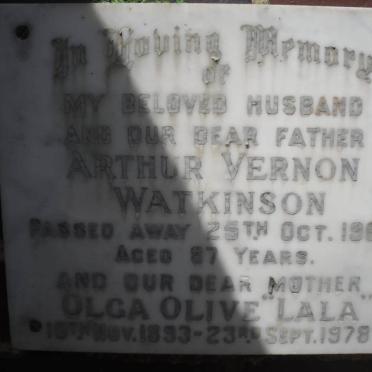 In Loving Memory
of
MY BELOVED HUSBAND
AND OUR DEAR FATHER
ARTHUR VERNON
WATKINSON
PASSED AWAY 25TH OCT.
AGED 67 YEARS.
AND OUR DEAR MOTHER
OLGA OLIVE "LALA"
NOV. 1893-23RD SEPT. 1978